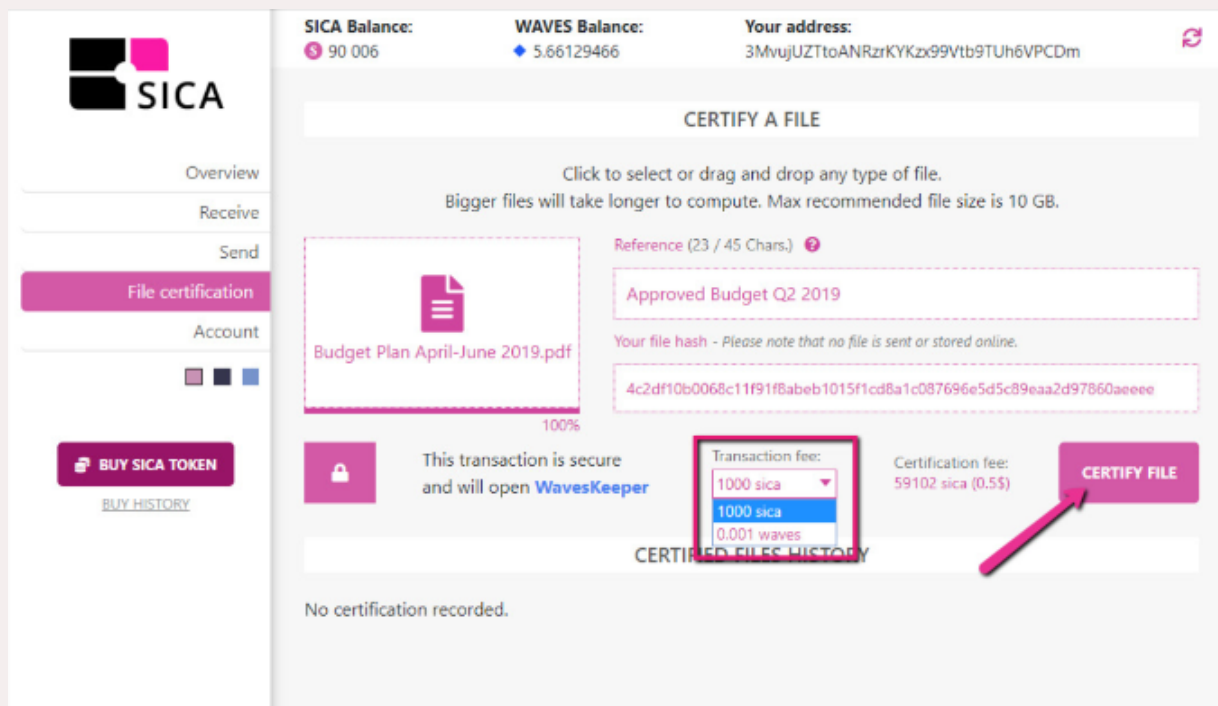 SICA
Overview
Receive
Send
File certification
Account
BUY SICA TOKEN
BUY HISTORY
SICA Balance:
S 90 006
WAVES Balance:
5.66129466
Your address:
3MvujUZTtoANRzrKYKzx99Vtb9TUh6VPCDm
CERTIFY A FILE
Click to select or drag and drop any type of file.
Bigger files will take longer to compute. Max recommended file size is 10 GB.
Budget Plan April-June 2019.pdf
100%
Reference (23 / 45 Chars.) ?
Approved Budget Q2 2019
Your file hash - Please note that no file is sent or stored online.
4c2df10b0068c11f91f8abeb1015f1cd8a1c087696e5d5c89eaa2d97860aeeee
This transaction is secure
and will open WavesKeeper
Transaction fee:
1000 sica
1000 sica
0.001 waves
Certification fee:
59102 sica (0.5$)
CERTIFY FILE
CERTIFIED FILES HISTORY
No certification recorded.